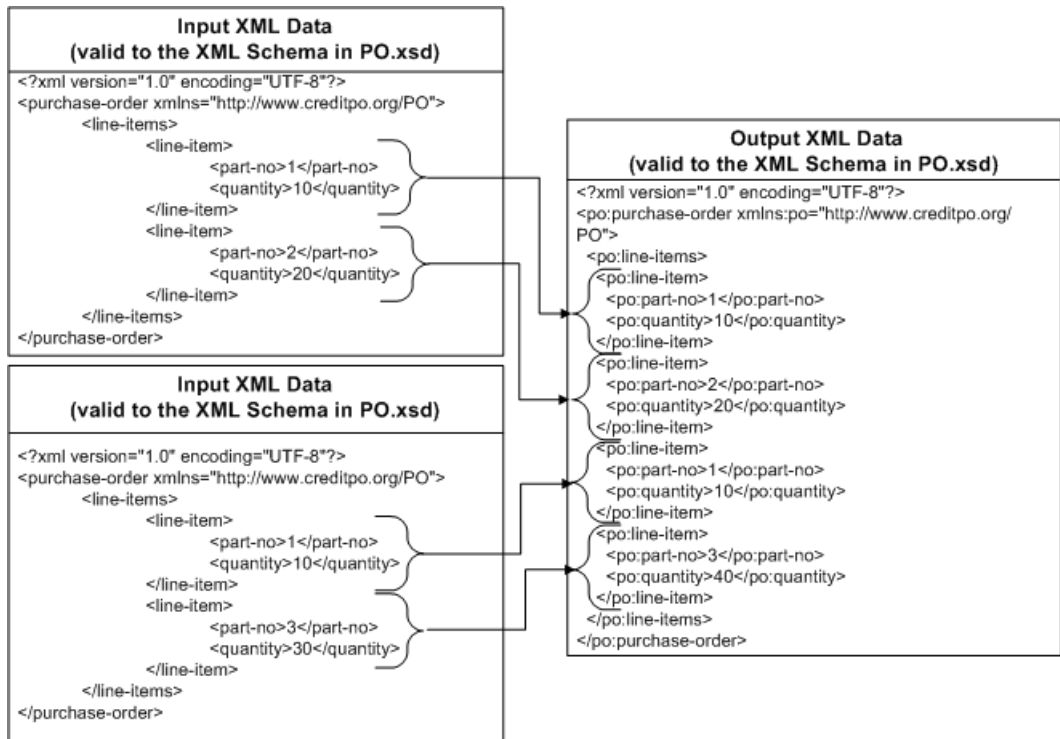 Input XML Data
(valid to the XML Schema in PO.xsd)
<?xml version="1.0" encoding="UTF-8"?>
<purchase-order xmlns="http://www.creditpo.org/PO">
<line-items>
<line-item>
<part-no>1</part-no>
<quantity>10</quantity>
</line-item>
<line-item>
<part-no>2</part-no>
<quantity>20</quantity>
</line-item>
</line-items>
</purchase-order>
Input XML Data
(valid to the XML Schema in PO.xsd)
<?xml version="1.0" encoding="UTF-8"?>
<purchase-order xmlns="http://www.creditpo.org/PO">
<line-items>
<line-item>
<part-no>1</part-no>
<quantity>10</quantity>
</line-item>
<line-item>
<part-no>3</part-no>
<quantity>30</quantity>
</line-item>
</line-items>
</purchase-order>
Output XML Data
(valid to the XML Schema in PO.xsd)
<?xml version="1.0" encoding="UTF-8"?>
<po:purchase-order xmlns:po="http://www.creditpo.org/
PO">
<po:line-items>
<po:line-item>
<po:part-no>1</po:part-no>
<po:quantity>10</po:quantity>
</po:line-item>
<po:line-item>
<po:part-no>2</po:part-no>
<po:quantity>20</po:quantity>
</po:line-item>
<po:line-item>
<po:part-no>1</po:part-no>
<po:quantity>10</po:quantity>
</po:line-item>
<po:line-item>
<po:part-no>3</po:part-no>
<po:quantity>40</po:quantity>
</po:line-item>
</po:line-items>
</po:purchase-order>